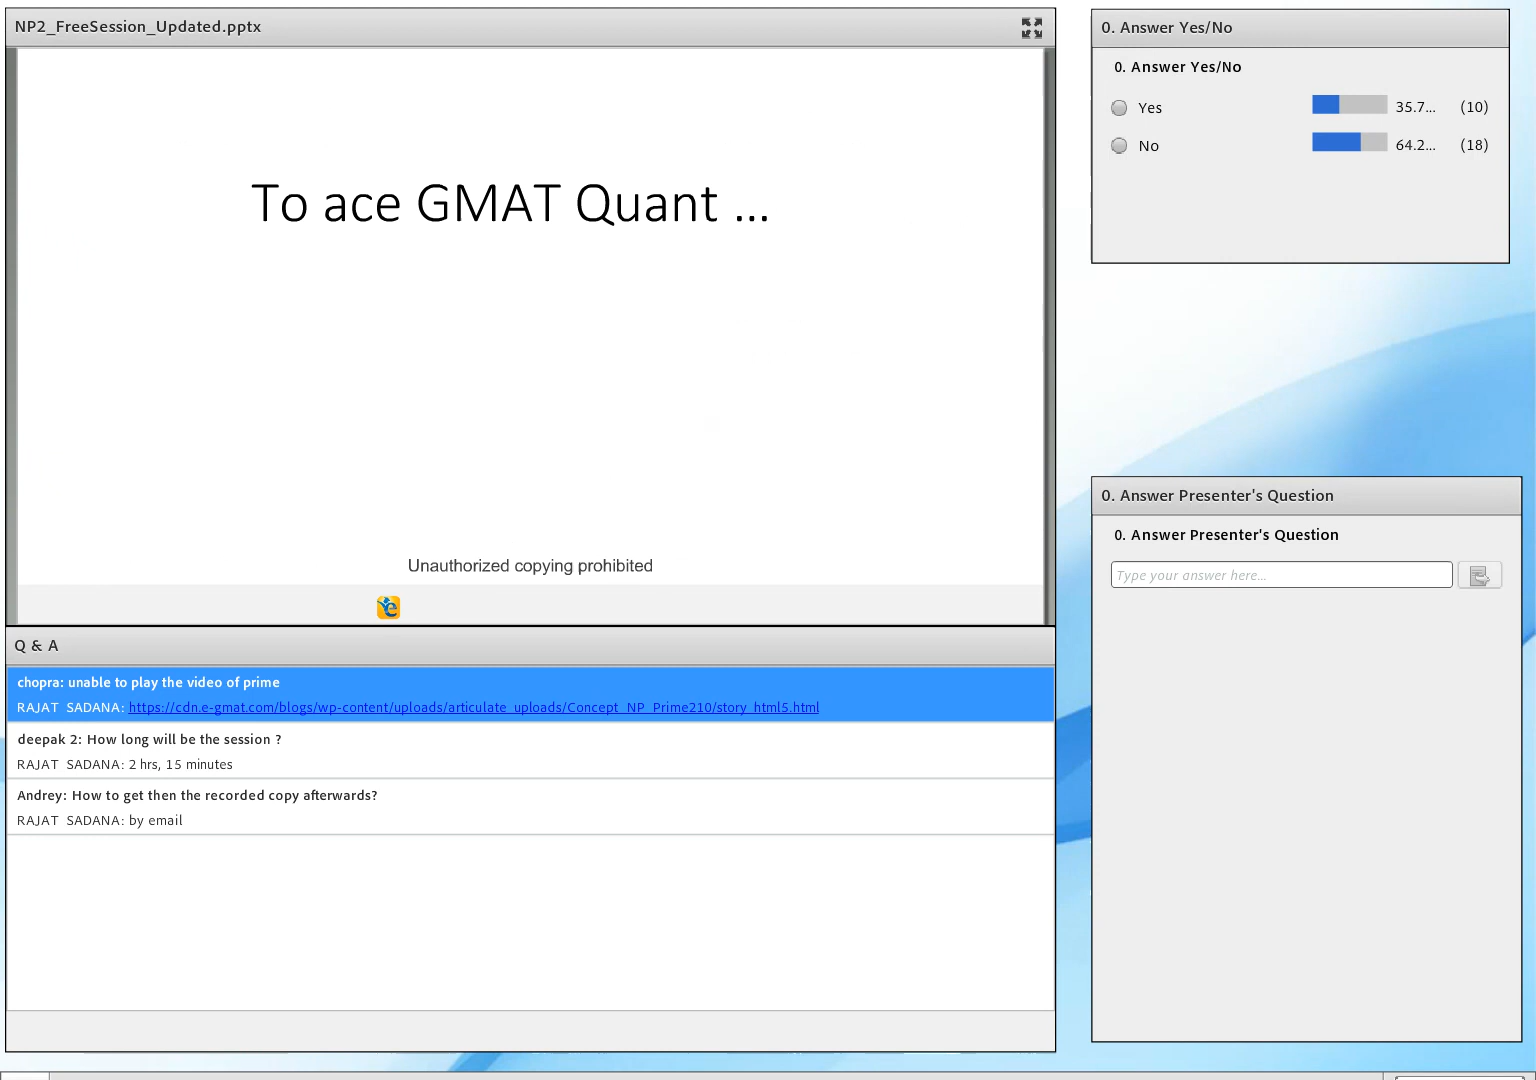 NP2_FreeSession_Updated.pptx
To ace GMAT Quant ...
Unauthorized copying prohibited
Q & A
chopra: unable to play the video of prime
RAJAT SADANA: https://cdn.e-gmat.com/blogs/wp-content/uploads/articulate_uploads/Concept_NP_Prime210/story_html5.html
deepak 2: How long will be the session ?
RAJAT SADANA: 2 hrs, 15 minutes
Andrey: How to get then the recorded copy afterwards?
RAJAT SADANA: by email
0. Answer Yes/No
0. Answer Yes/No
Yes 35.7... (10)
No 64.2... (18)
0. Answer Presenter's Question
0. Answer Presenter's Question
Type your answer here...